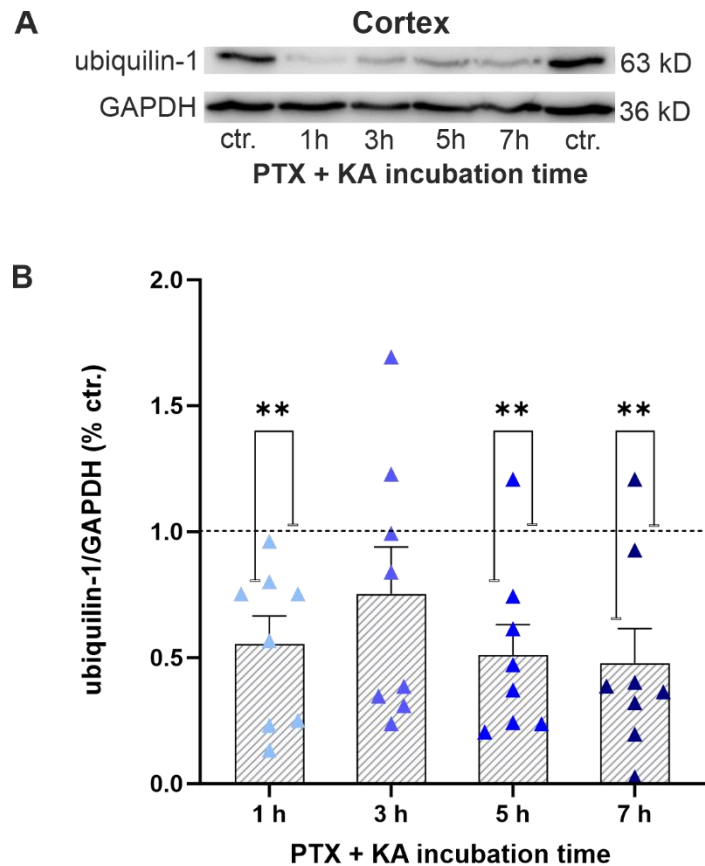 A
Cortex
ubiquilin-1
63 kD
GAPDH
36 kD
ctr. 1h 3h 5h 7h ctr.
PTX + KA incubation time
B
ubiquilin-1/GAPDH (% ctr.)
2.0
1.5
1.0
0.5
0.0
** ** **
1 h 3 h 5 h 7 h
PTX + KA incubation time